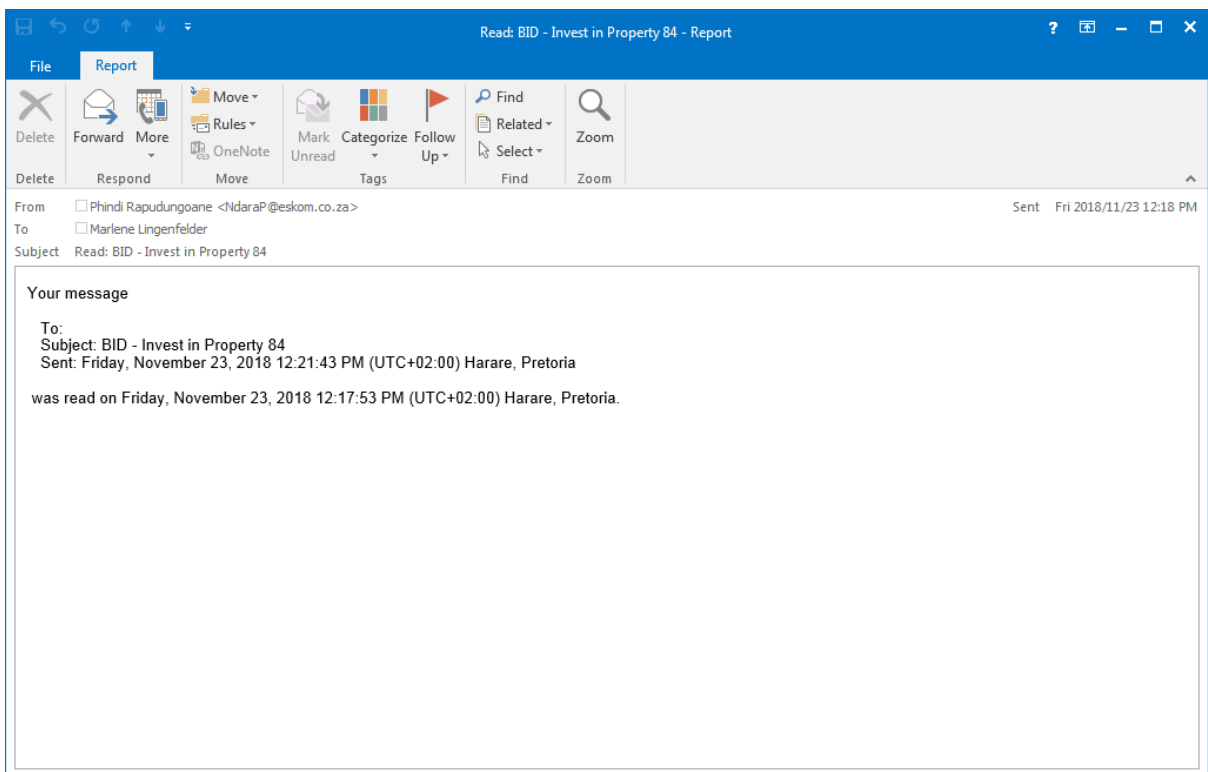 Read: BID - Invest in Property 84 - Report
?
File Report
Delete
Forward More
Move
Rules
OneNote
Mark Unread
Categorize
Follow Up
Find
Related
Select
Zoom
Delete Respond Move Tags Find Zoom
From Phindi Rapudungoane <NdaraP@eskom.co.za> Sent Fri 2018/11/23 12:18 PM
To Marlene Lingenfelder
Subject Read: BID - Invest in Property 84
Your message
To:
Subject: BID - Invest in Property 84
Sent: Friday, November 23, 2018 12:21:43 PM (UTC+02:00) Harare, Pretoria
was read on Friday, November 23, 2018 12:17:53 PM (UTC+02:00) Harare, Pretoria.